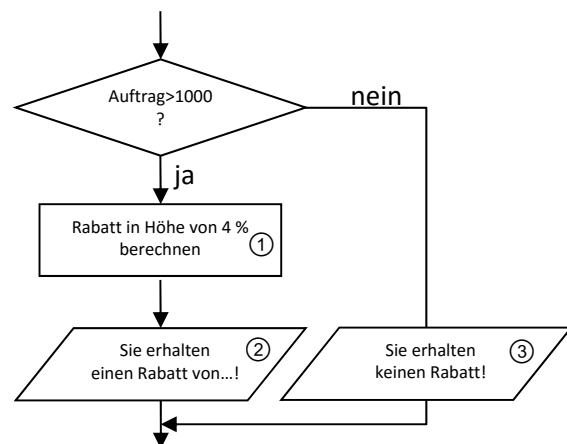 Auftrag>1000
?
nein
ja
Rabatt in Höhe von 4 %
berechnen
1
Sie erhalten
einen Rabatt von...!
2
Sie erhalten
keinen Rabatt!
3